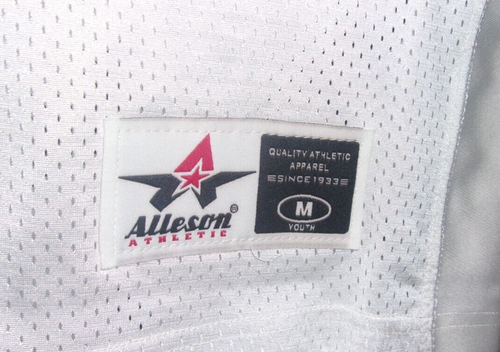 Alleson®
ATHLETIC
QUALITY ATHLETIC
APPAREL
SINCE 1933
M
YOUTH